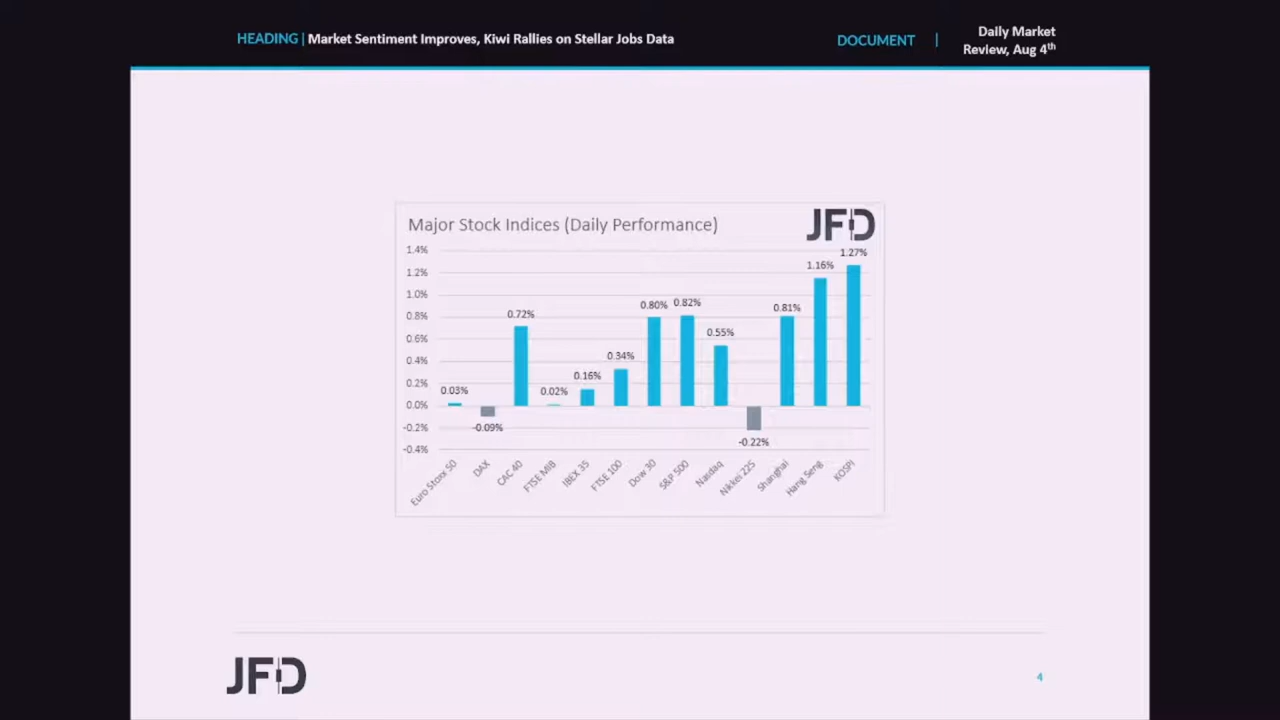 HEADING | Market Sentiment Improves, Kiwi Rallies on Stellar Jobs Data
DOCUMENT | Daily Market
Review, Aug 4th
Major Stock Indices (Daily Performance)
JFD
1.4%
1.2%
1.0%
0.8%
0.6%
0.4%
0.2%
0.0%
-0.2%
-0.4%
0.03%
-0.09%
0.72%
0.02%
0.16%
0.34%
0.80%
0.82%
0.55%
-0.22%
0.81%
1.16%
1.27%
Euro Stoxx 50
DAX
CAC 40
FTSE MIB
IBEX 35
FTSE 100
Dow 30
S&P 500
Nasdaq
Nikkei 225
Shanghai
Hang Seng
KOSPI
JFD
4